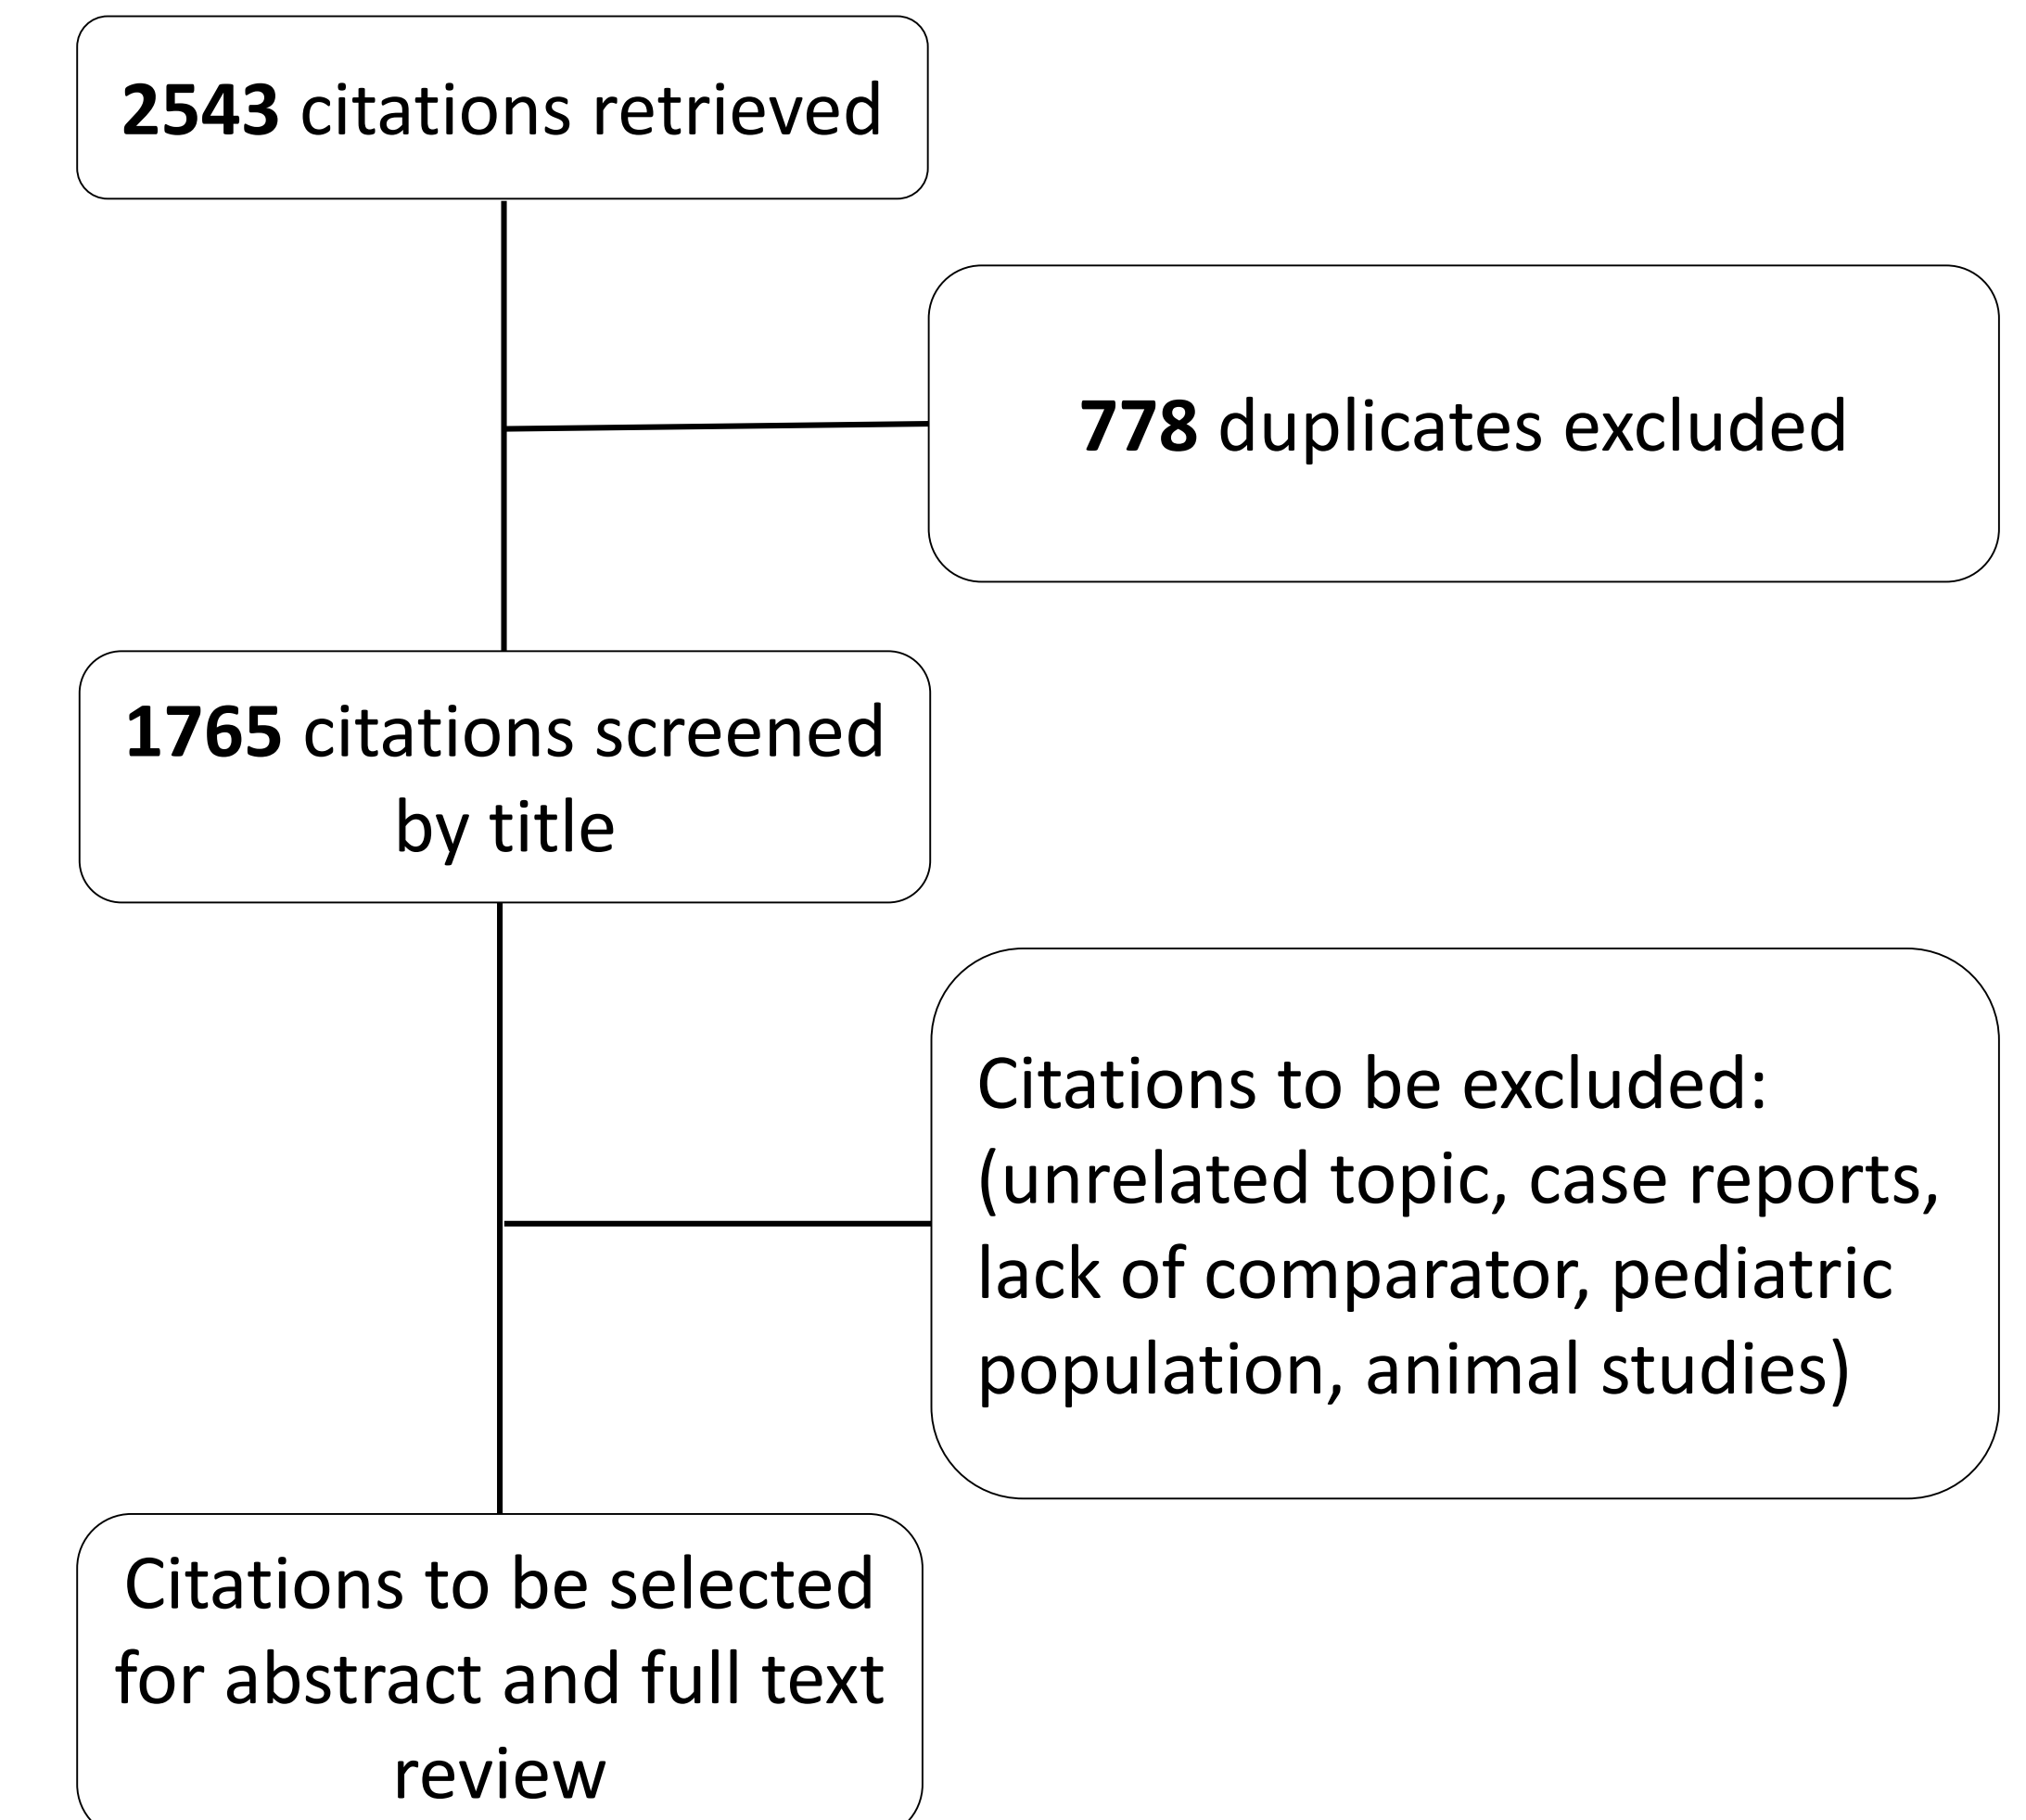 2543 citations retrieved
778 duplicates excluded
1765 citations screened
by title
Citations to be excluded:
(unrelated topic, case reports,
lack of comparator, pediatric
population, animal studies)
Citations to be selected
for abstract and full text
review